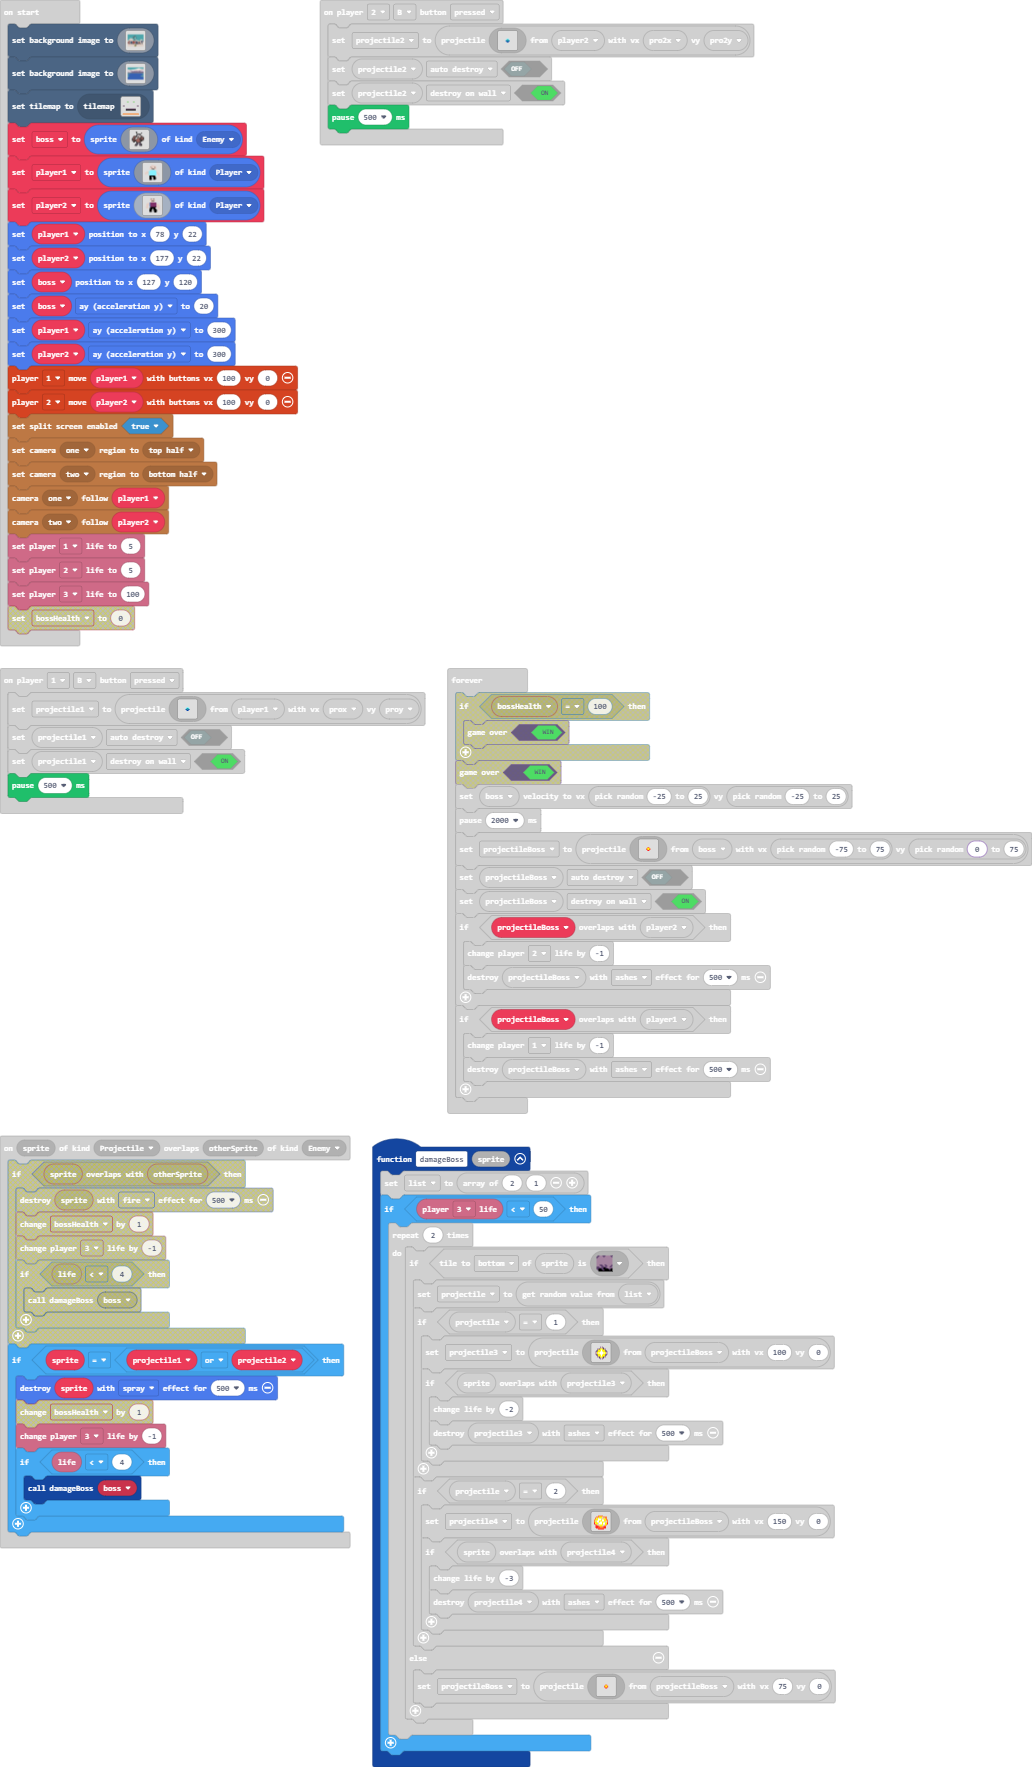 on start
set background image to
set background image to
set tilemap to tilemap
set boss to sprite of kind Enemy
set player1 to sprite of kind Player
set player2 to sprite of kind Player
set player1 position to x 78 y 22
set player2 position to x 177 y 22
set boss position to x 127 y 120
set boss ay (acceleration y) to 20
set player1 ay (acceleration y) to 300
set player2 ay (acceleration y) to 300
player 1 move player1 with buttons vx 100 vy 0
player 2 move player2 with buttons vx 100 vy 0
set split screen enabled true
set camera one region to top half
set camera two region to bottom half
camera one follow player1
camera two follow player2
set player 1 life to 5
set player 2 life to 5
set player 3 life to 100
set bossHealth to 0
on player 2 B button pressed
set projectile2 to projectile from player2 with vx pro2x vy pro2y
set projectile2 auto destroy OFF
set projectile2 destroy on wall ON
pause 500 ms
on player 1 B button pressed
set projectile1 to projectile from player1 with vx prox vy proy
set projectile1 auto destroy OFF
set projectile1 destroy on wall ON
pause 500 ms
forever
if bossHealth = 100 then
game over WIN
game over WIN
set boss velocity to vx pick random -25 to 25 vy pick random -25 to 25
pause 2000 ms
set projectileBoss to projectile from boss with vx pick random -75 to 75 vy pick random 0 to 75
set projectileBoss auto destroy OFF
set projectileBoss destroy on wall ON
if projectileBoss overlaps with player2 then
change player 2 life by -1
destroy projectileBoss with ashes effect for 500 ms
if projectileBoss overlaps with player1 then
change player 1 life by -1
destroy projectileBoss with ashes effect for 500 ms
on sprite of kind Projectile overlaps otherSprite of kind Enemy
if sprite overlaps with otherSprite then
destroy sprite with fire effect for 500 ms
change bossHealth by 1
change player 3 life by -1
if life < 4 then
call damageBoss boss
if sprite = projectile1 or projectile2 then
destroy sprite with spray effect for 500 ms
change bossHealth by 1
change player 3 life by -1
if life < 4 then
call damageBoss boss
function damageBoss sprite
set list to array of 2 1
if player 3 life < 50 then
repeat 2 times
do if tile to bottom of sprite is then
set projectile to get random value from list
if projectile = 1 then
set projectile3 to projectile from projectileBoss with vx 100 vy 0
if sprite overlaps with projectile3 then
change life by -2
destroy projectile3 with ashes effect for 500 ms
if projectile = 2 then
set projectile4 to projectile from projectileBoss with vx 150 vy 0
if sprite overlaps with projectile4 then
change life by -3
destroy projectile4 with ashes effect for 500 ms
else
set projectileBoss to projectile from projectileBoss with vx 75 vy 0